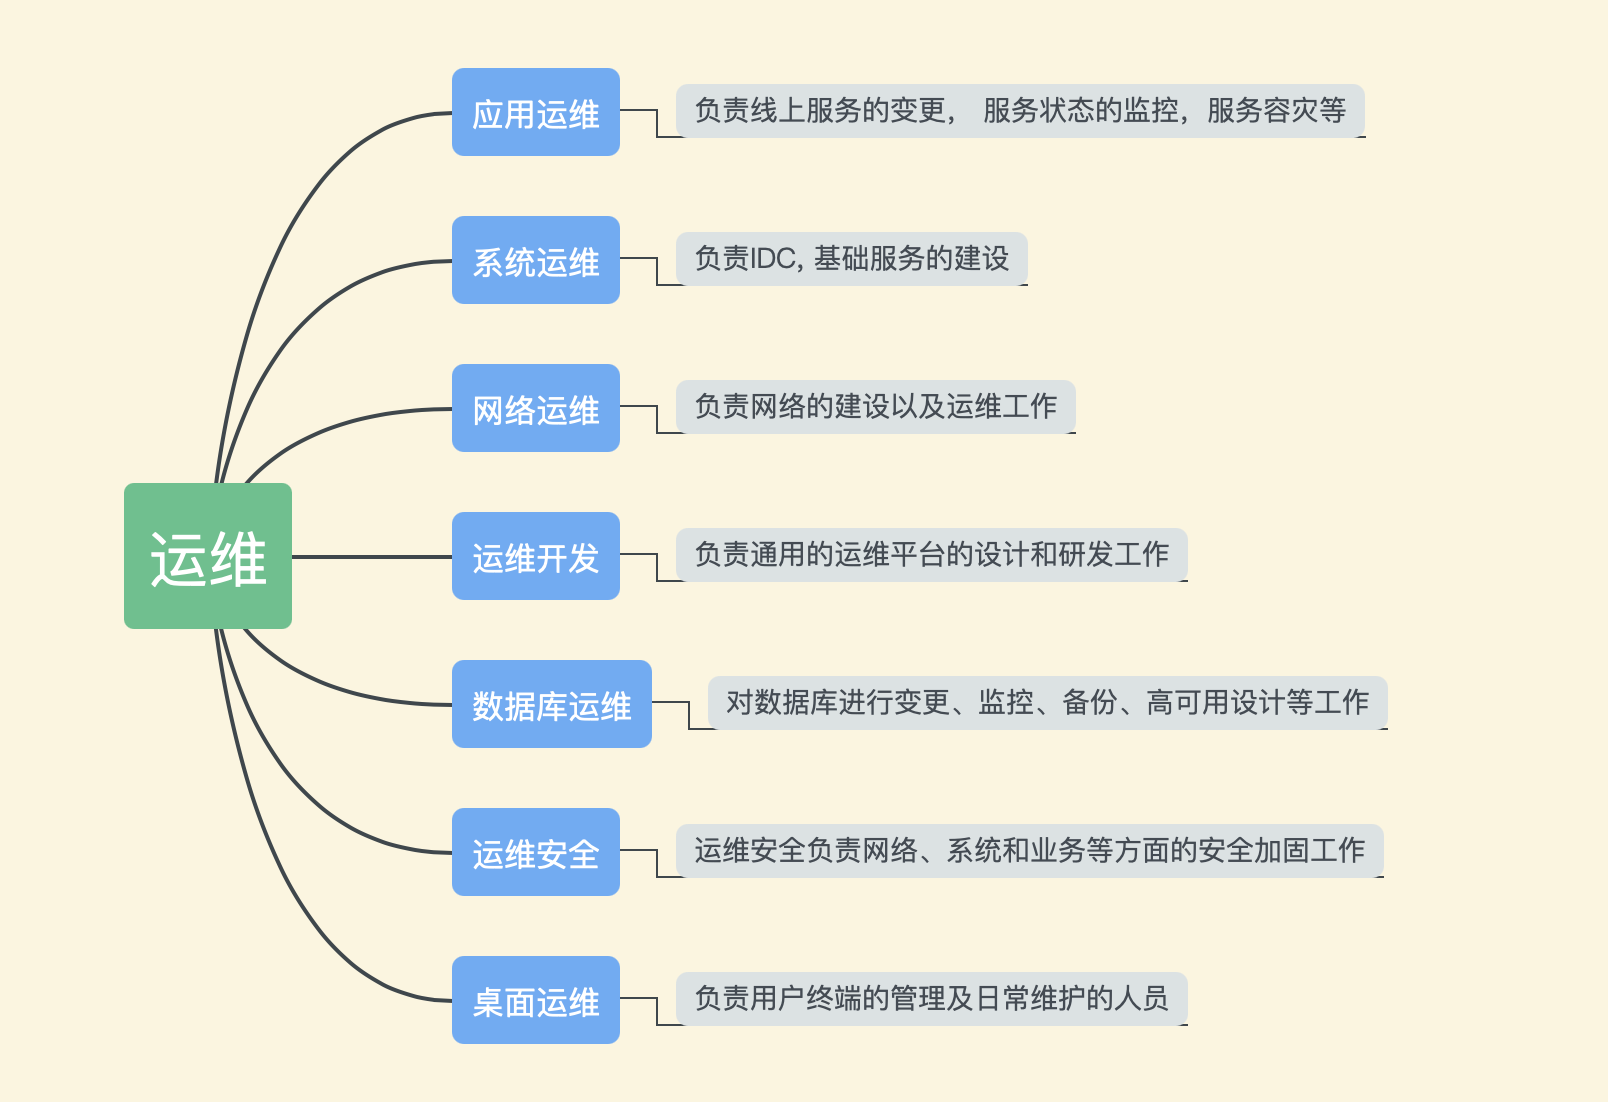 应用运维
负责线上服务的变更， 服务状态的监控，服务容灾等
系统运维
负责IDC, 基础服务的建设
网络运维
负责网络的建设以及运维工作
运维
运维开发
负责通用的运维平台的设计和研发工作
数据库运维
对数据库进行变更、监控、备份、高可用设计等工作
运维安全
运维安全负责网络、系统和业务等方面的安全加固工作
桌面运维
负责用户终端的管理及日常维护的人员